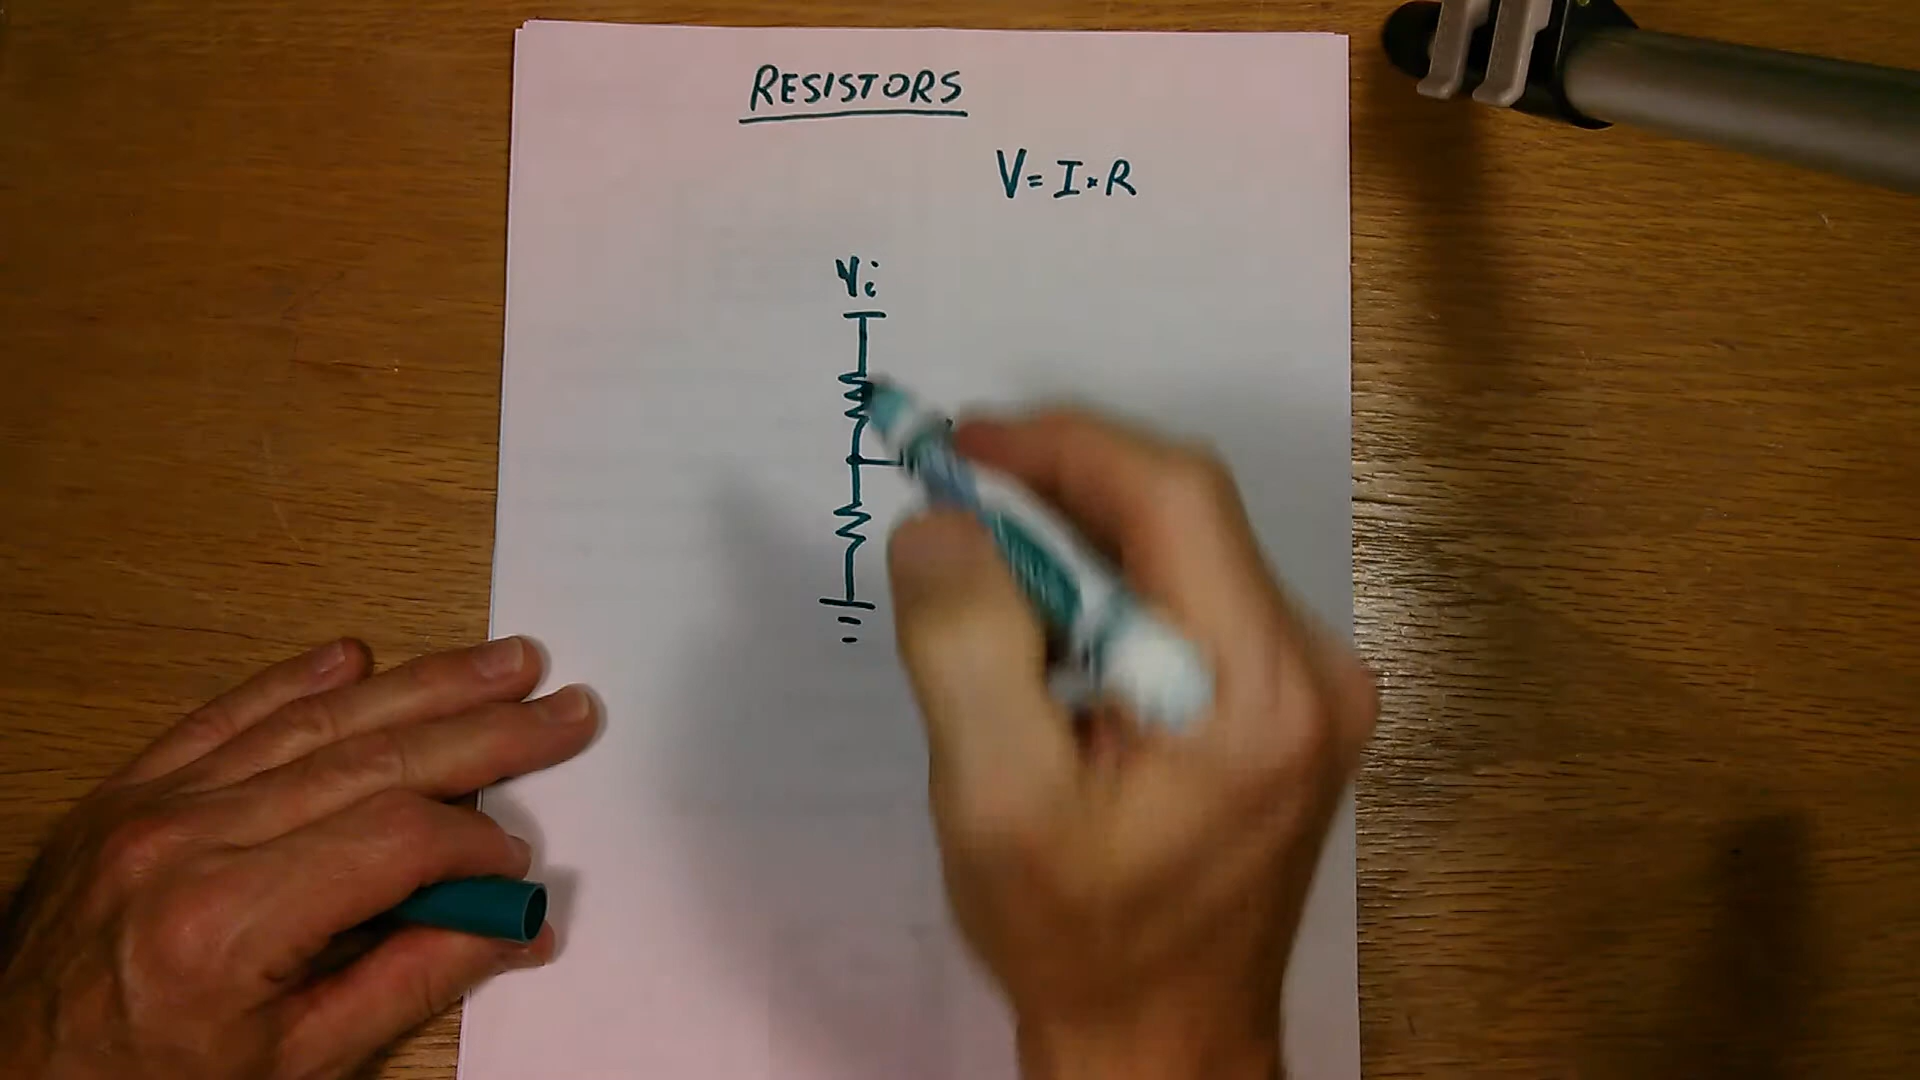 RESISTORS
V = I × R
Vi